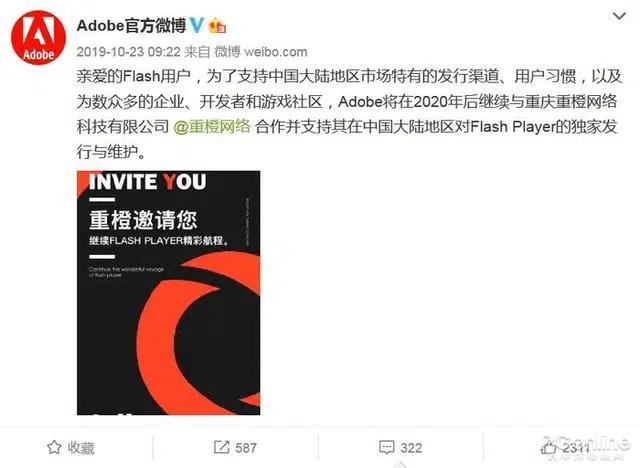 Adobe
Adobe官方微博
2019-10-23 09:22 来自 微博 weibo.com
亲爱的Flash用户，为了支持中国大陆地区市场特有的发行渠道、用户习惯，以及
为数众多的企业、开发者和游戏社区，Adobe将在2020年后继续与重庆重橙网络
科技有限公司 @重橙网络 合作并支持其在中国大陆地区对Flash Player的独家发
行与维护。
INVITE YOU
重橙邀请您
继续FLASH PLAYER精彩航程。
Continue the wonderful voyage
of flash-player
收藏
587
322
2341